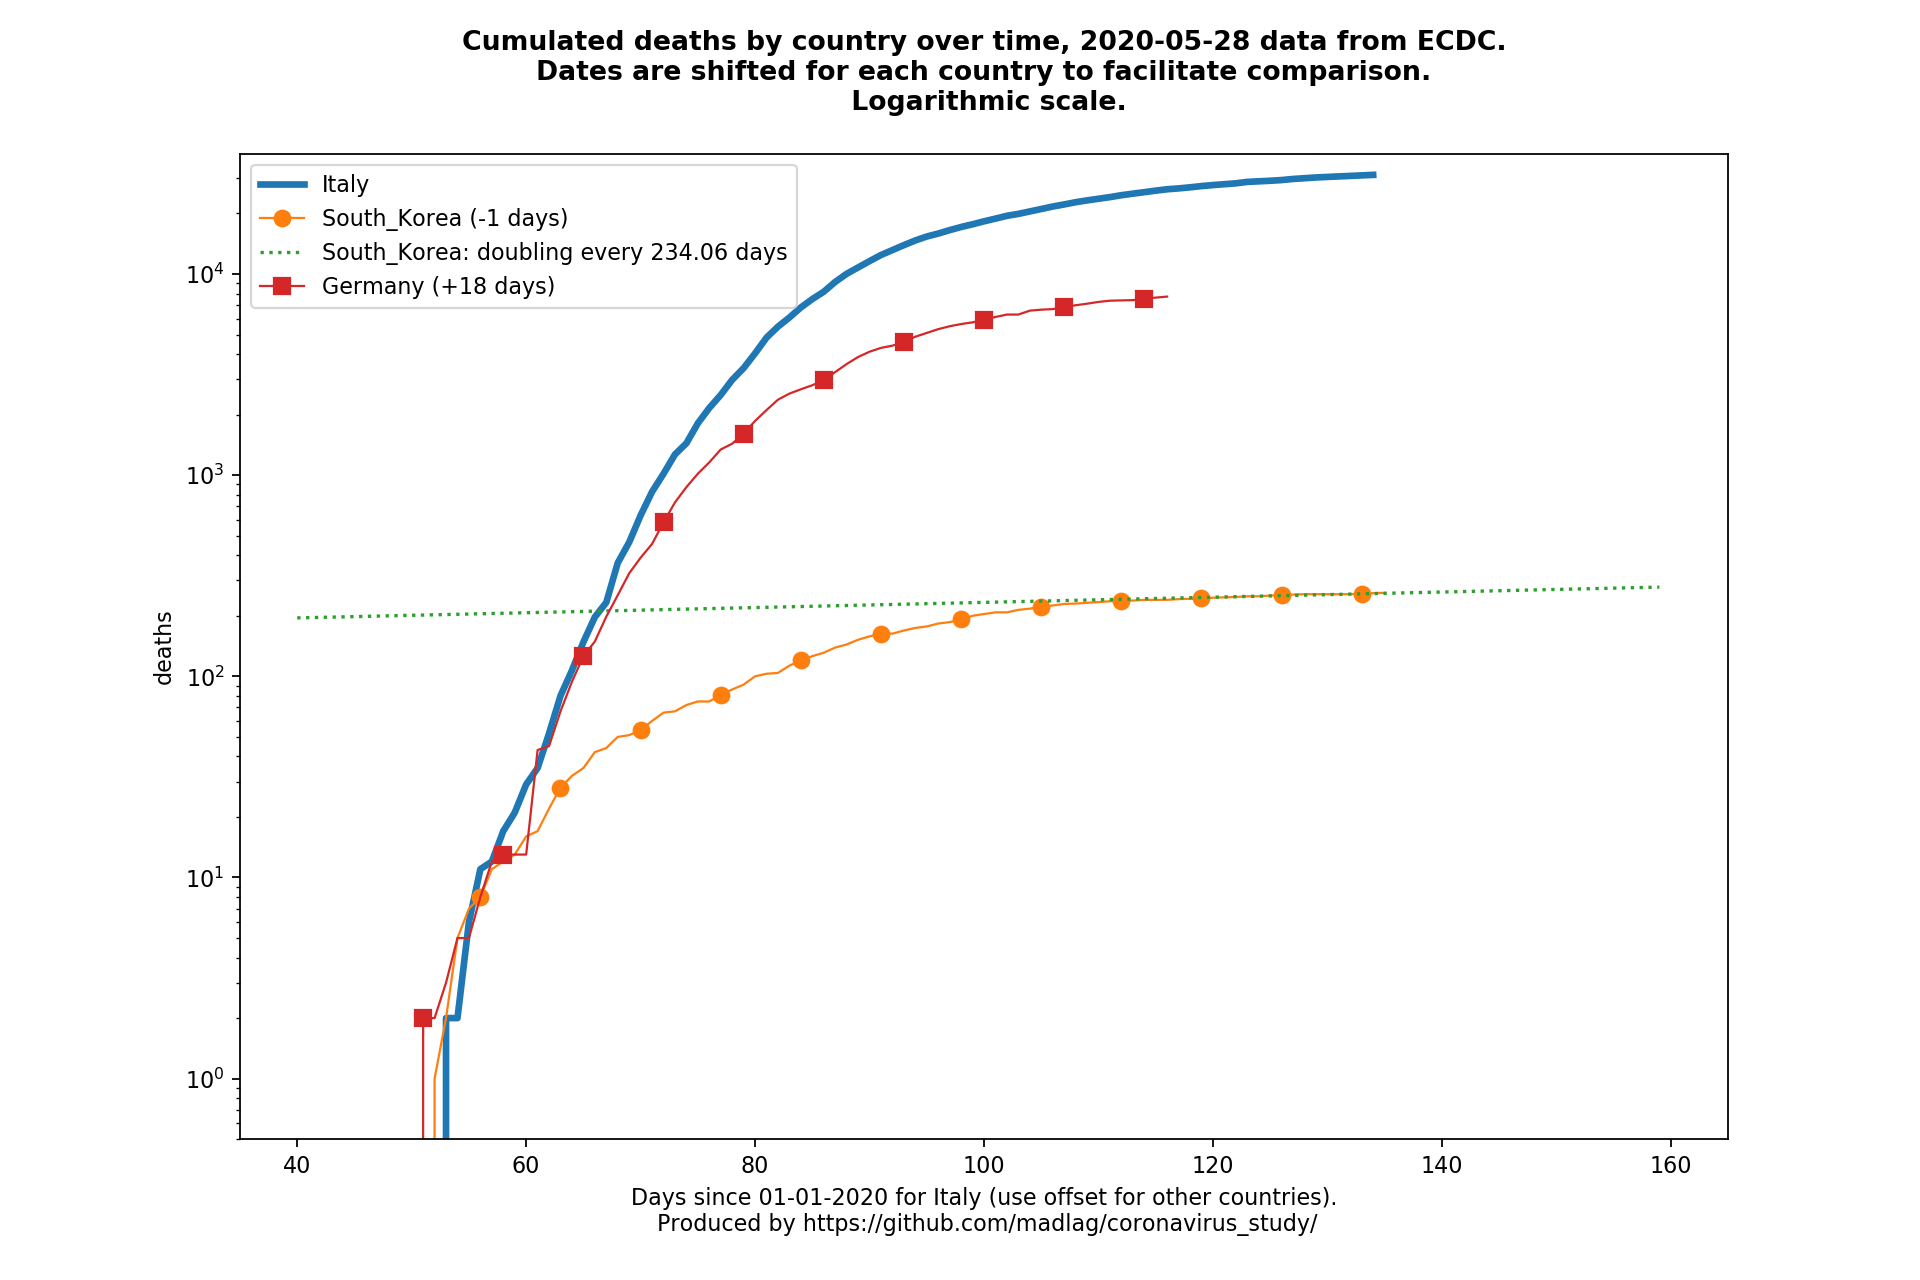 Cumulated deaths by country over time, 2020-05-28 data from ECDC.
Dates are shifted for each country to facilitate comparison.
Logarithmic scale.
Italy
South_Korea (-1 days)
South_Korea: doubling every 234.06 days
Germany (+18 days)
deaths
10⁴
10³
10²
10¹
10⁰
40 60 80 100 120 140 160
Days since 01-01-2020 for Italy (use offset for other countries).
Produced by https://github.com/madlag/coronavirus_study/